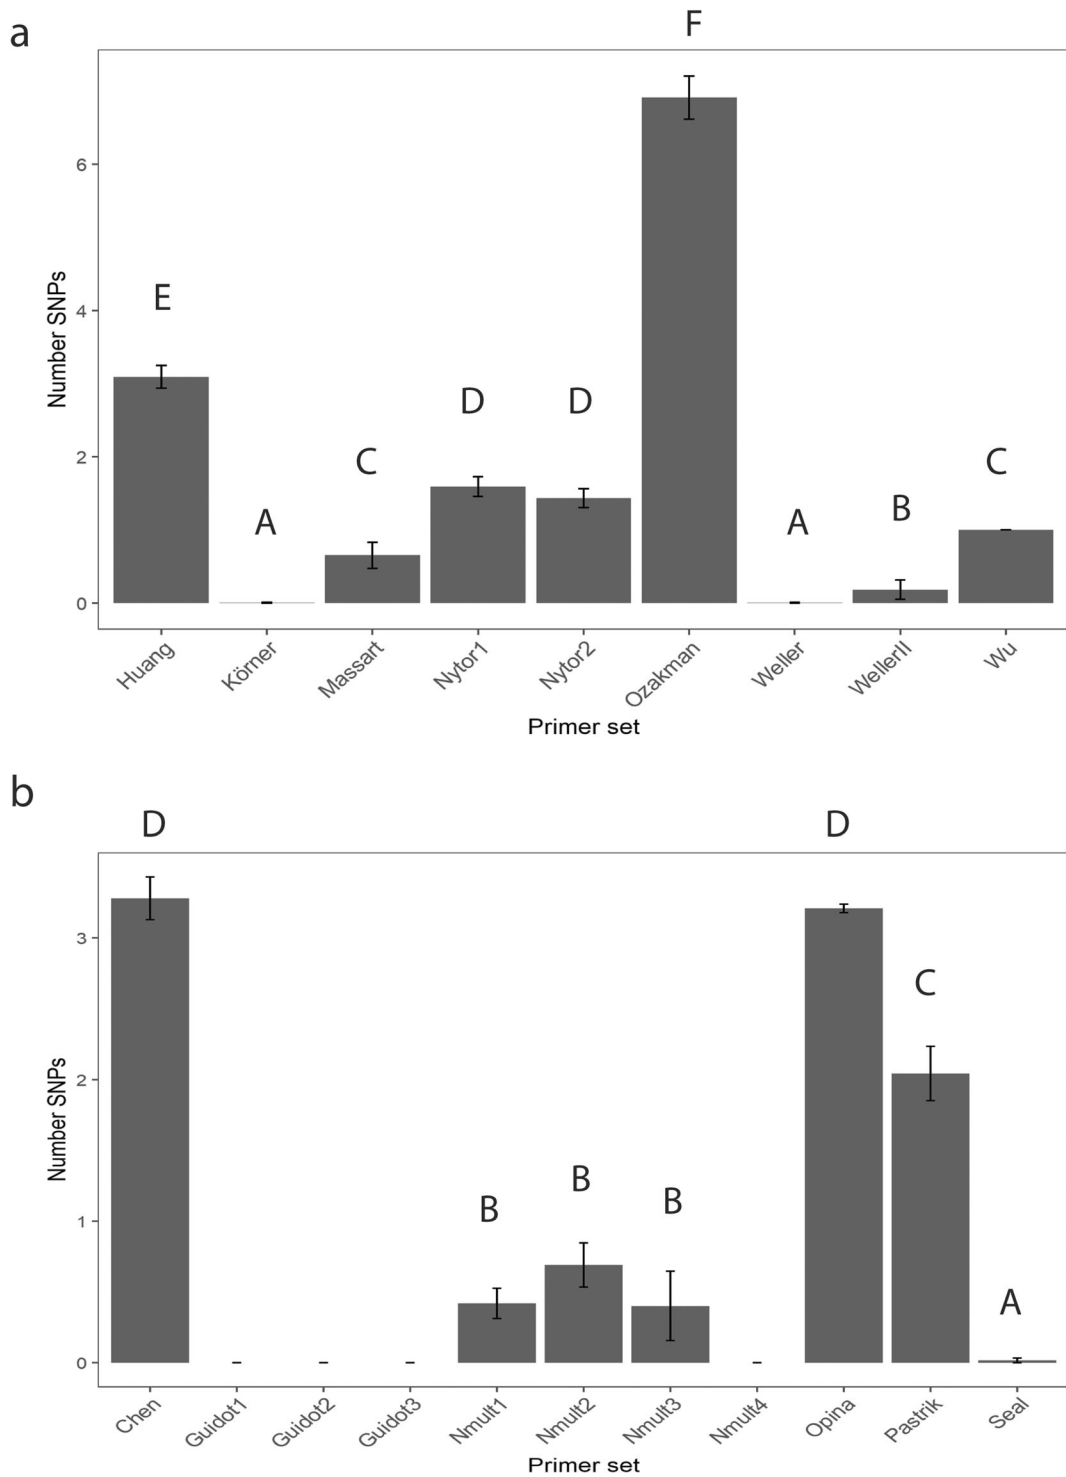 a
F
6
4
2
0
Number SNPs
E
A
C
D
D
A
B
C
Huang
Körner
Massart
Nytor1
Nytor2
Ozakman
Weller
WellerII
Wu
Primer set
b
D
D
3
2
1
0
Number SNPs
B
B
B
C
A
Chen
Guidot1
Guidot2
Guidot3
Nmult1
Nmult2
Nmult3
Nmult4
Opina
Pastrik
Seal
Primer set